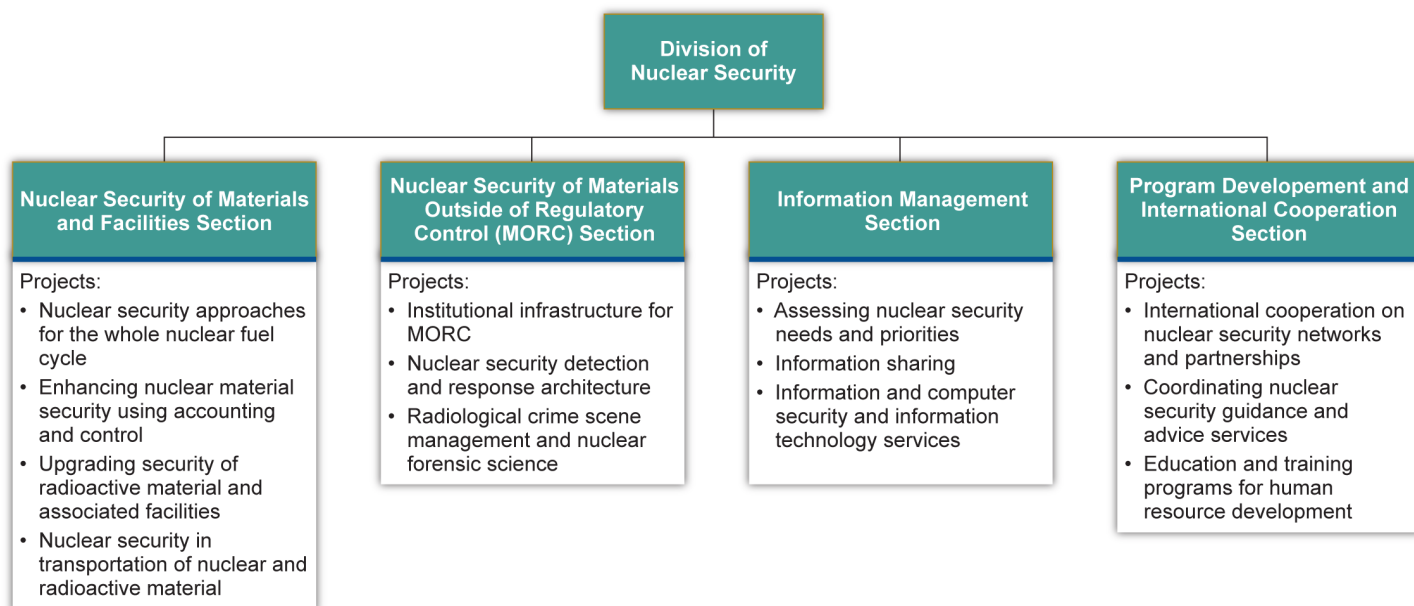 Division of
Nuclear Security
Nuclear Security of Materials
and Facilities Section
Projects:
• Nuclear security approaches
for the whole nuclear fuel
cycle
• Enhancing nuclear material
security using accounting
and control
• Upgrading security of
radioactive material and
associated facilities
• Nuclear security in
transportation of nuclear and
radioactive material
Nuclear Security of Materials
Outside of Regulatory
Control (MORC) Section
Projects:
• Institutional infrastructure for
MORC
• Nuclear security detection
and response architecture
• Radiological crime scene
management and nuclear
forensic science
Information Management
Section
Projects:
• Assessing nuclear security
needs and priorities
• Information sharing
• Information and computer
security and information
technology services
Program Developement and
International Cooperation
Section
Projects:
• International cooperation on
nuclear security networks
and partnerships
• Coordinating nuclear
security guidance and
advice services
• Education and training
programs for human
resource development